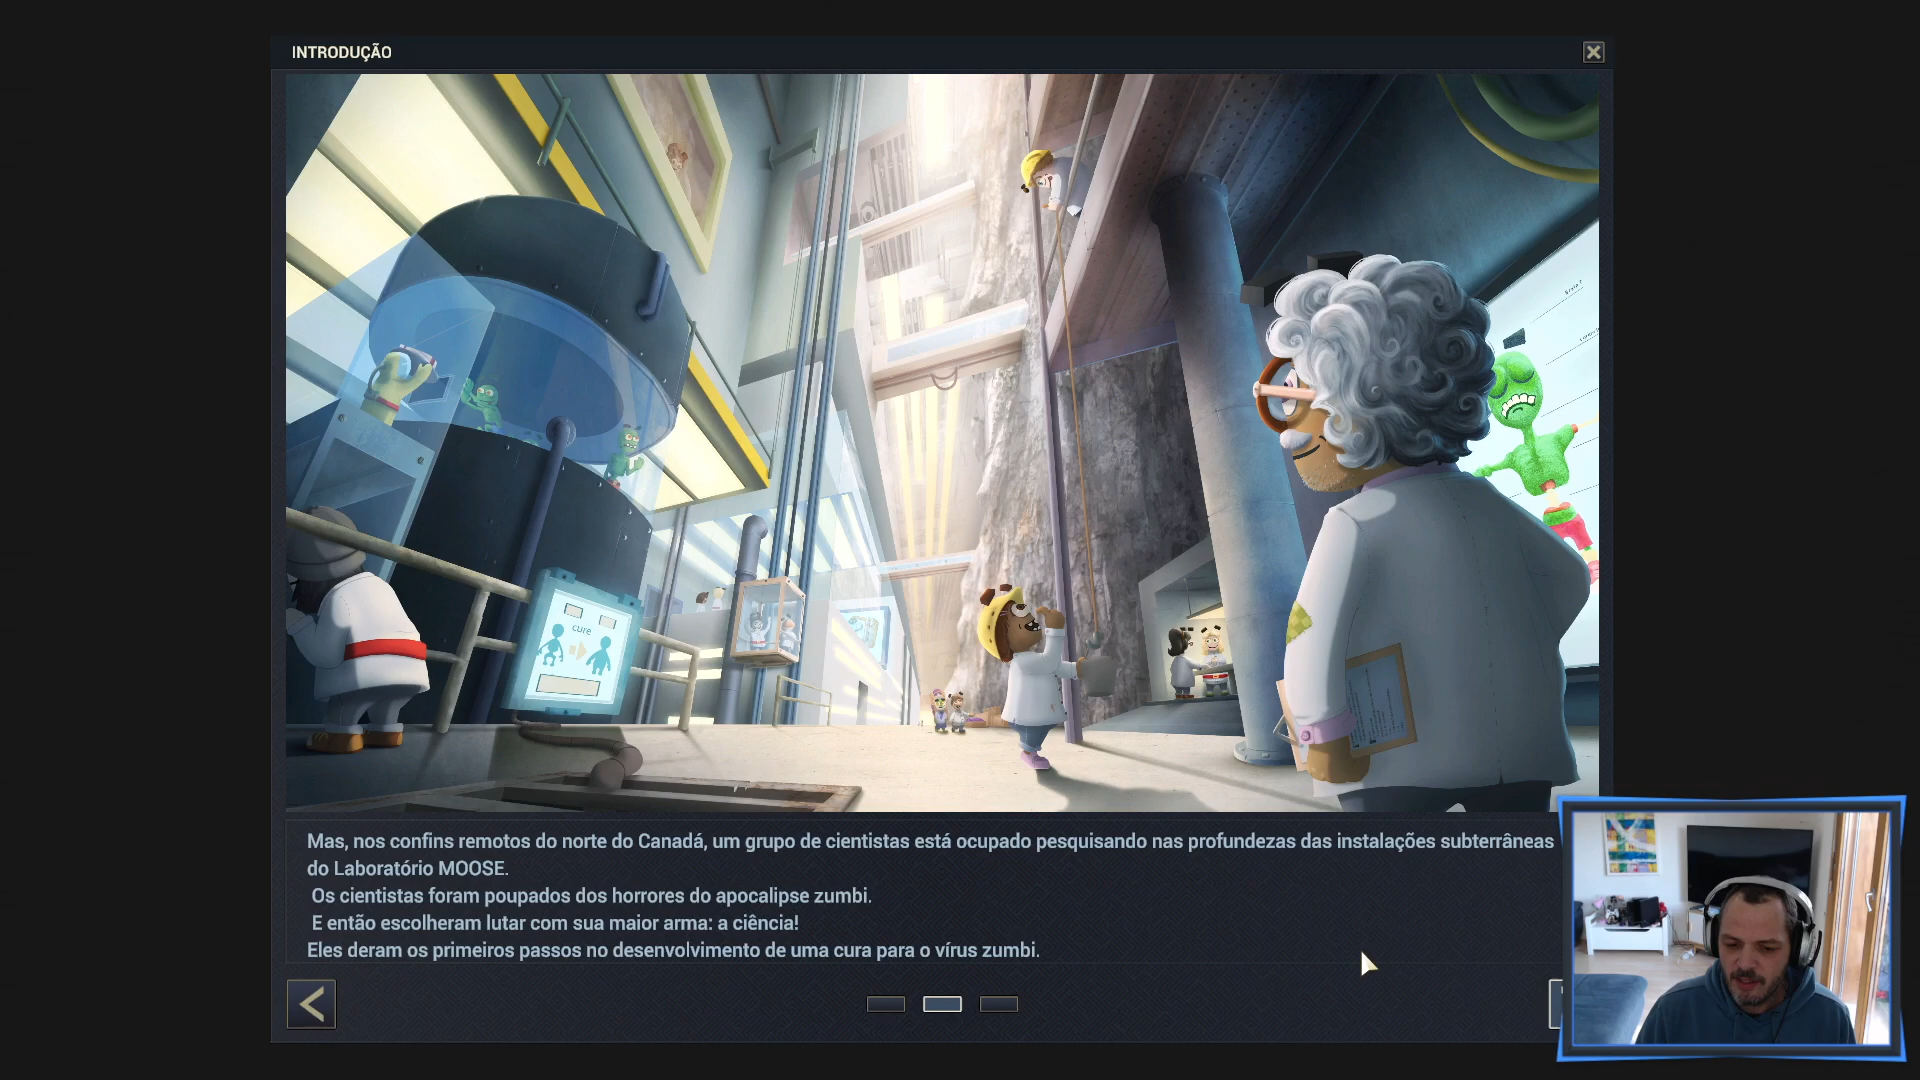 INTRODUÇÃO
cure
Mas, nos confins remotos do norte do Canadá, um grupo de cientistas está ocupado pesquisando nas profundezas das instalações subterrâneas
do Laboratório MOOSE.
Os cientistas foram poupados dos horrores do apocalipse zumbi.
E então escolheram lutar com sua maior arma: a ciência!
Eles deram os primeiros passos no desenvolvimento de uma cura para o vírus zumbi.